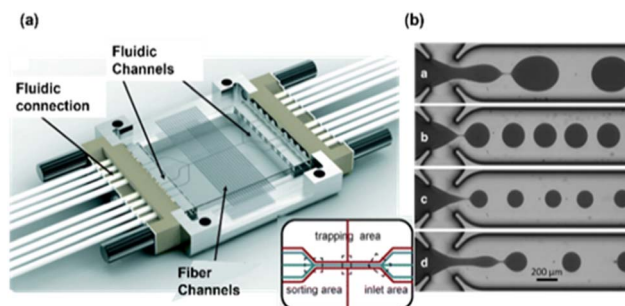 (a)
Fluidic
Channels
Fluidic
connection
Fiber
Channels
trapping area
sorting area
inlet area
(b)
a
b
c
d
200 μm